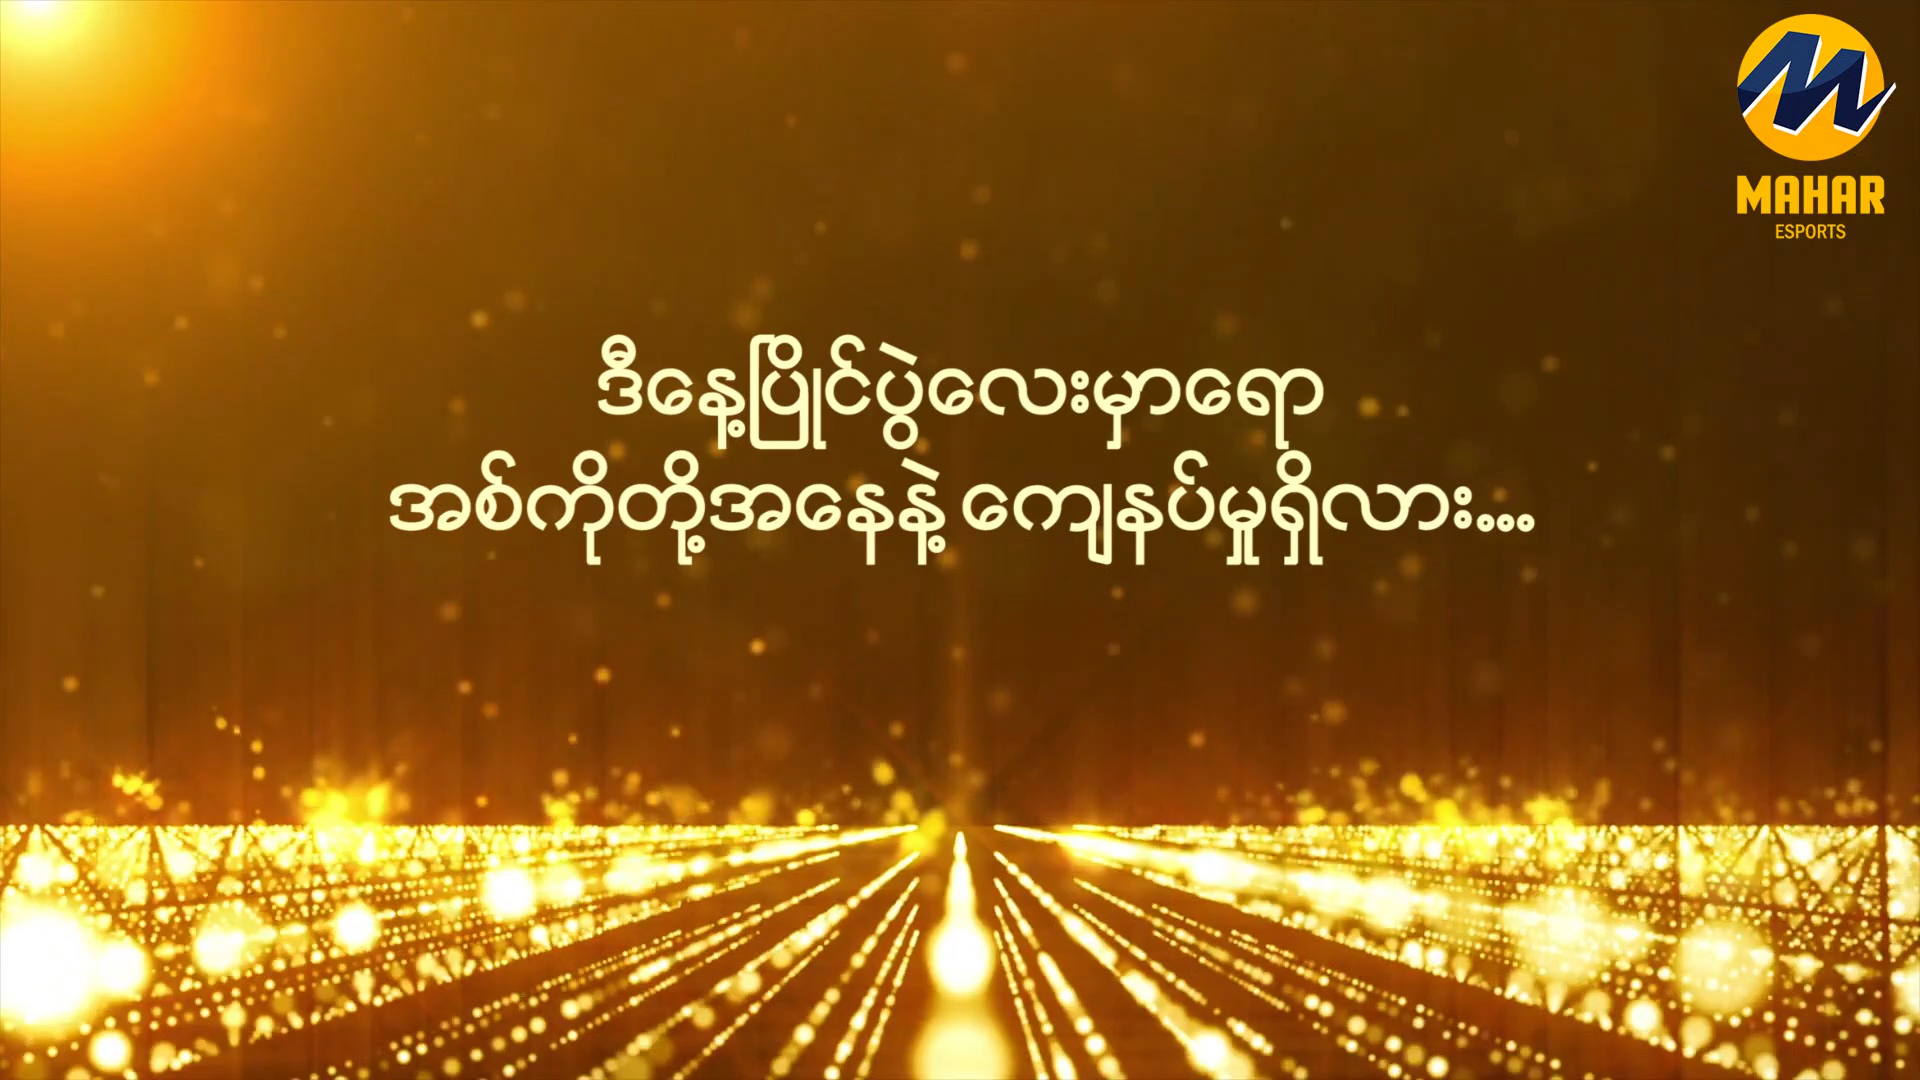 MAHAR
ESPORTS
ဒီနေ့ပြိုင်ပွဲလေးမှာရော
အစ်ကိုတို့အနေနဲ့ ကျေနပ်မှုရှိလား...